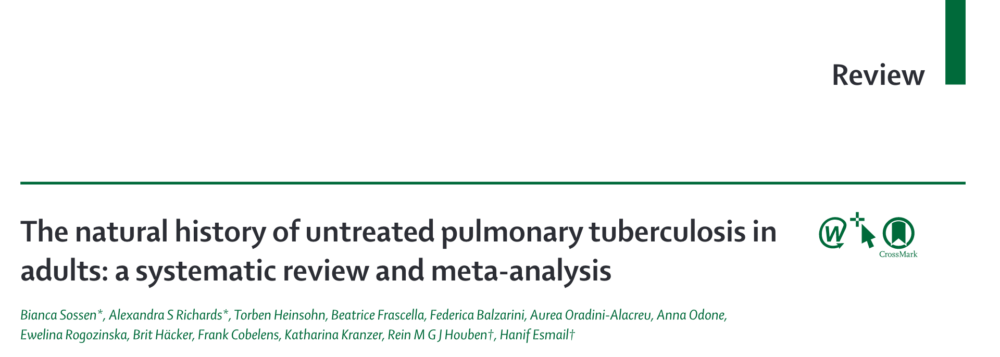 Review
The natural history of untreated pulmonary tuberculosis in
adults: a systematic review and meta-analysis
W
CrossMark
Bianca Sossen*, Alexandra S Richards*, Torben Heinsohn, Beatrice Frascella, Federica Balzarini, Aurea Oradini-Alacreu, Anna Odone,
Ewelina Rogozinska, Brit Häcker, Frank Cobelens, Katharina Kranzer, Rein M G J Houben†, Hanif Esmail†